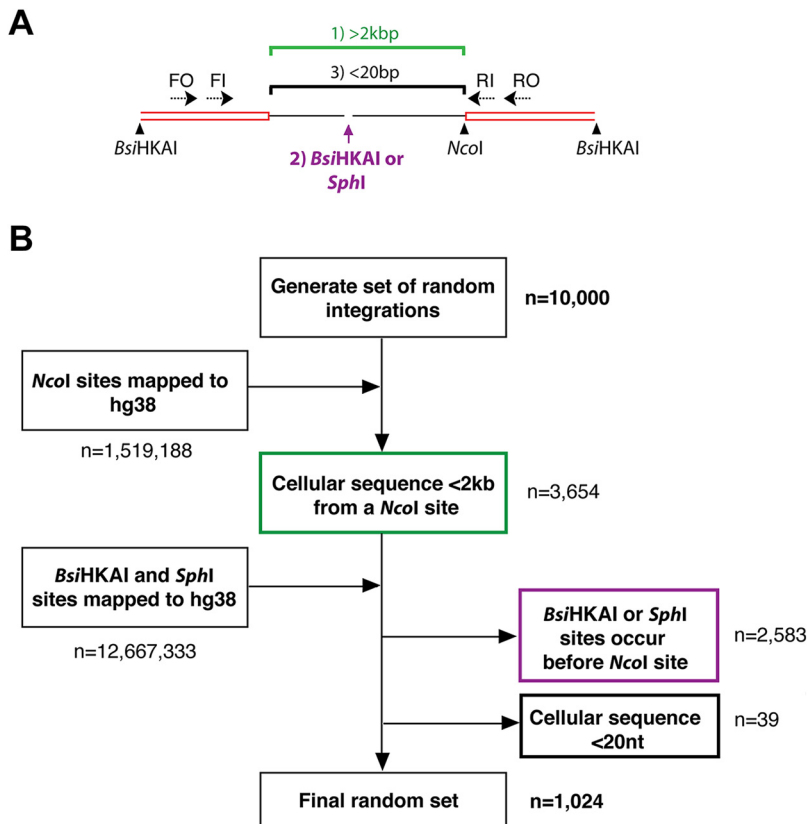 A
1) >2kbp
3) <20bp
FO FI RI RO
BsiHKAI NcoI BsiHKAI
2) BsiHKAI or
SphI
B
Generate set of random
integrations
n=10,000
NcoI sites mapped to
hg38
n=1,519,188
Cellular sequence <2kb
from a NcoI site
n=3,654
BsiHKAI and SphI
sites mapped to hg38
n=12,667,333
BsiHKAI or SphI
sites occur
before NcoI site
n=2,583
Cellular sequence
<20nt
n=39
Final random set
n=1,024